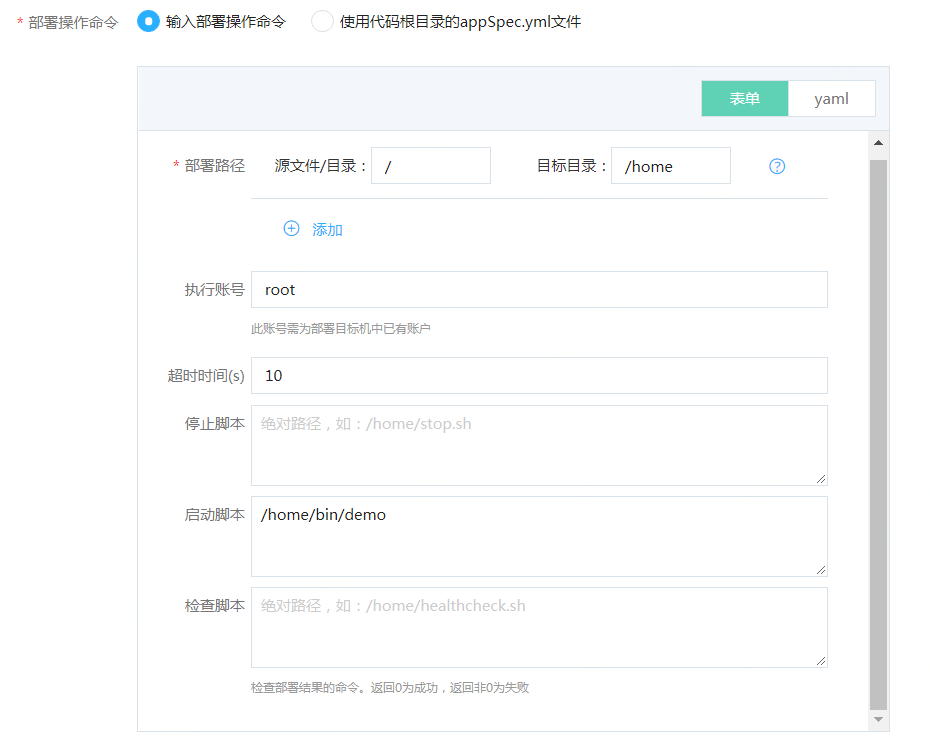 * 部署操作命令 输入部署操作命令 使用代码根目录的appSpec.yml文件
表单 yaml
* 部署路径 源文件/目录： / 目标目录： /home ?
添加
执行账号 root
此账号需为部署目标机中已有账户
超时时间(s) 10
停止脚本 绝对路径，如：/home/stop.sh
启动脚本 /home/bin/demo
检查脚本 绝对路径，如：/home/healthcheck.sh
检查部署结果的命令。返回0为成功，返回非0为失败